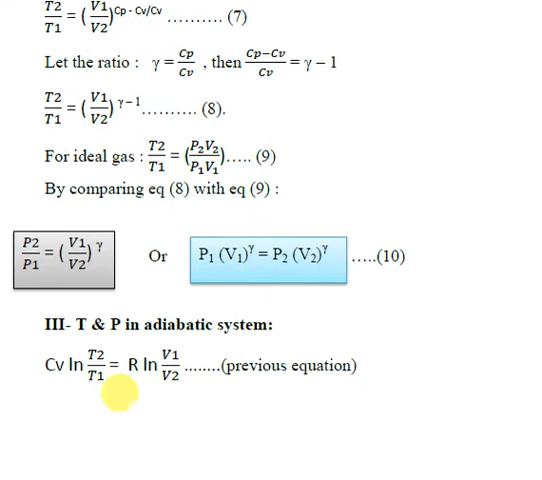 T2/T1 = (V1/V2)^Cp - Cv/Cv .......... (7)
Let the ratio : γ = Cp/Cv , then Cp−Cv/Cv = γ − 1
T2/T1 = (V1/V2)^γ−1 .......... (8).
For ideal gas : T2/T1 = (P₂V₂/P₁V₁)..... (9)
By comparing eq (8) with eq (9) :
P2/P1 = (V1/V2)^γ Or P₁ (V₁)^γ = P₂ (V₂)^γ .....(10)
III- T & P in adiabatic system:
Cv ln T2/T1 = R ln V1/V2 ........(previous equation)